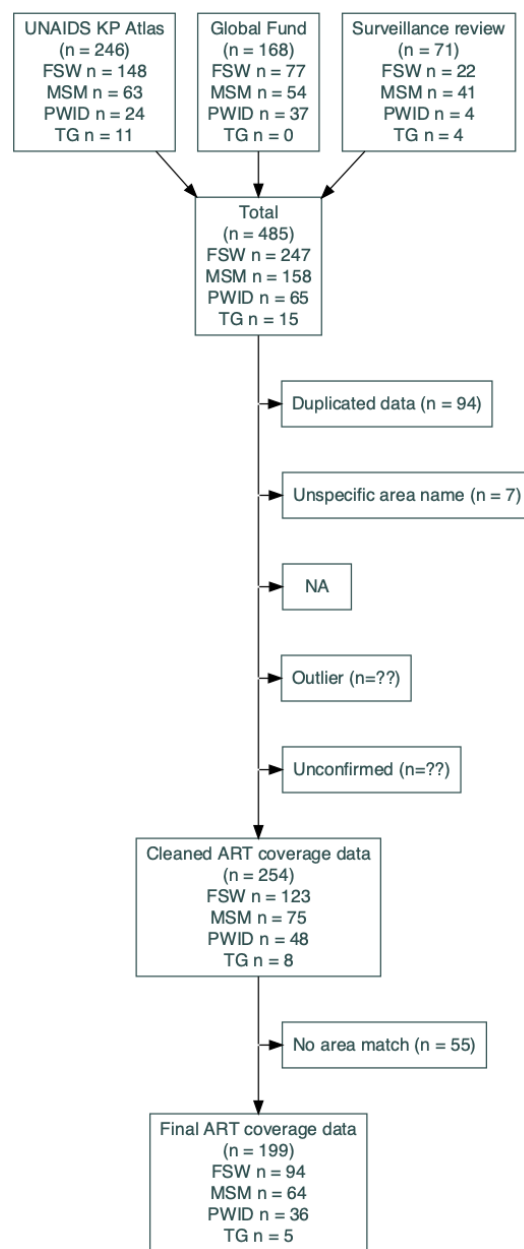 UNAIDS KP Atlas
(n = 246)
FSW n = 148
MSM n = 63
PWID n = 24
TG n = 11
Global Fund
(n = 168)
FSW n = 77
MSM n = 54
PWID n = 37
TG n = 0
Surveillance review
(n = 71)
FSW n = 22
MSM n = 41
PWID n = 4
TG n = 4
Total
(n = 485)
FSW n = 247
MSM n = 158
PWID n = 65
TG n = 15
Duplicated data (n = 94)
Unspecific area name (n = 7)
NA
Outlier (n=??)
Unconfirmed (n=??)
Cleaned ART coverage data
(n = 254)
FSW n = 123
MSM n = 75
PWID n = 48
TG n = 8
No area match (n = 55)
Final ART coverage data
(n = 199)
FSW n = 94
MSM n = 64
PWID n = 36
TG n = 5